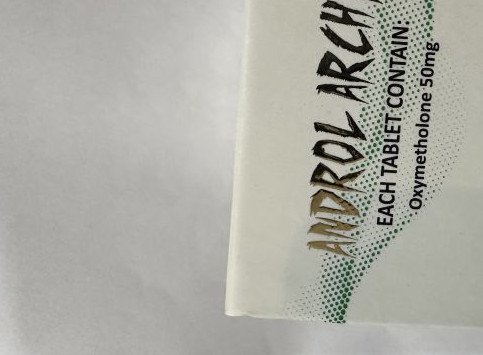 ANDROL ARCH
EACH TABLET CONTAIN:
Oxymetholone 50mg